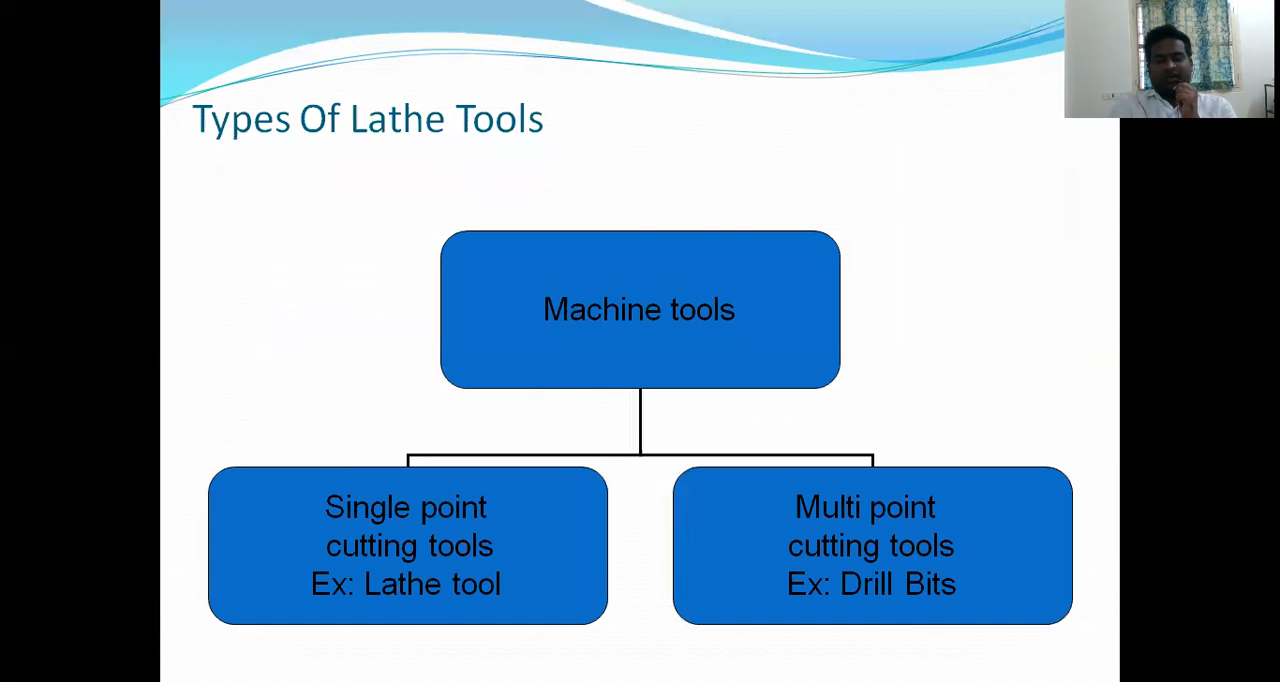 Types Of Lathe Tools
Machine tools
Single point
cutting tools
Ex: Lathe tool
Multi point
cutting tools
Ex: Drill Bits